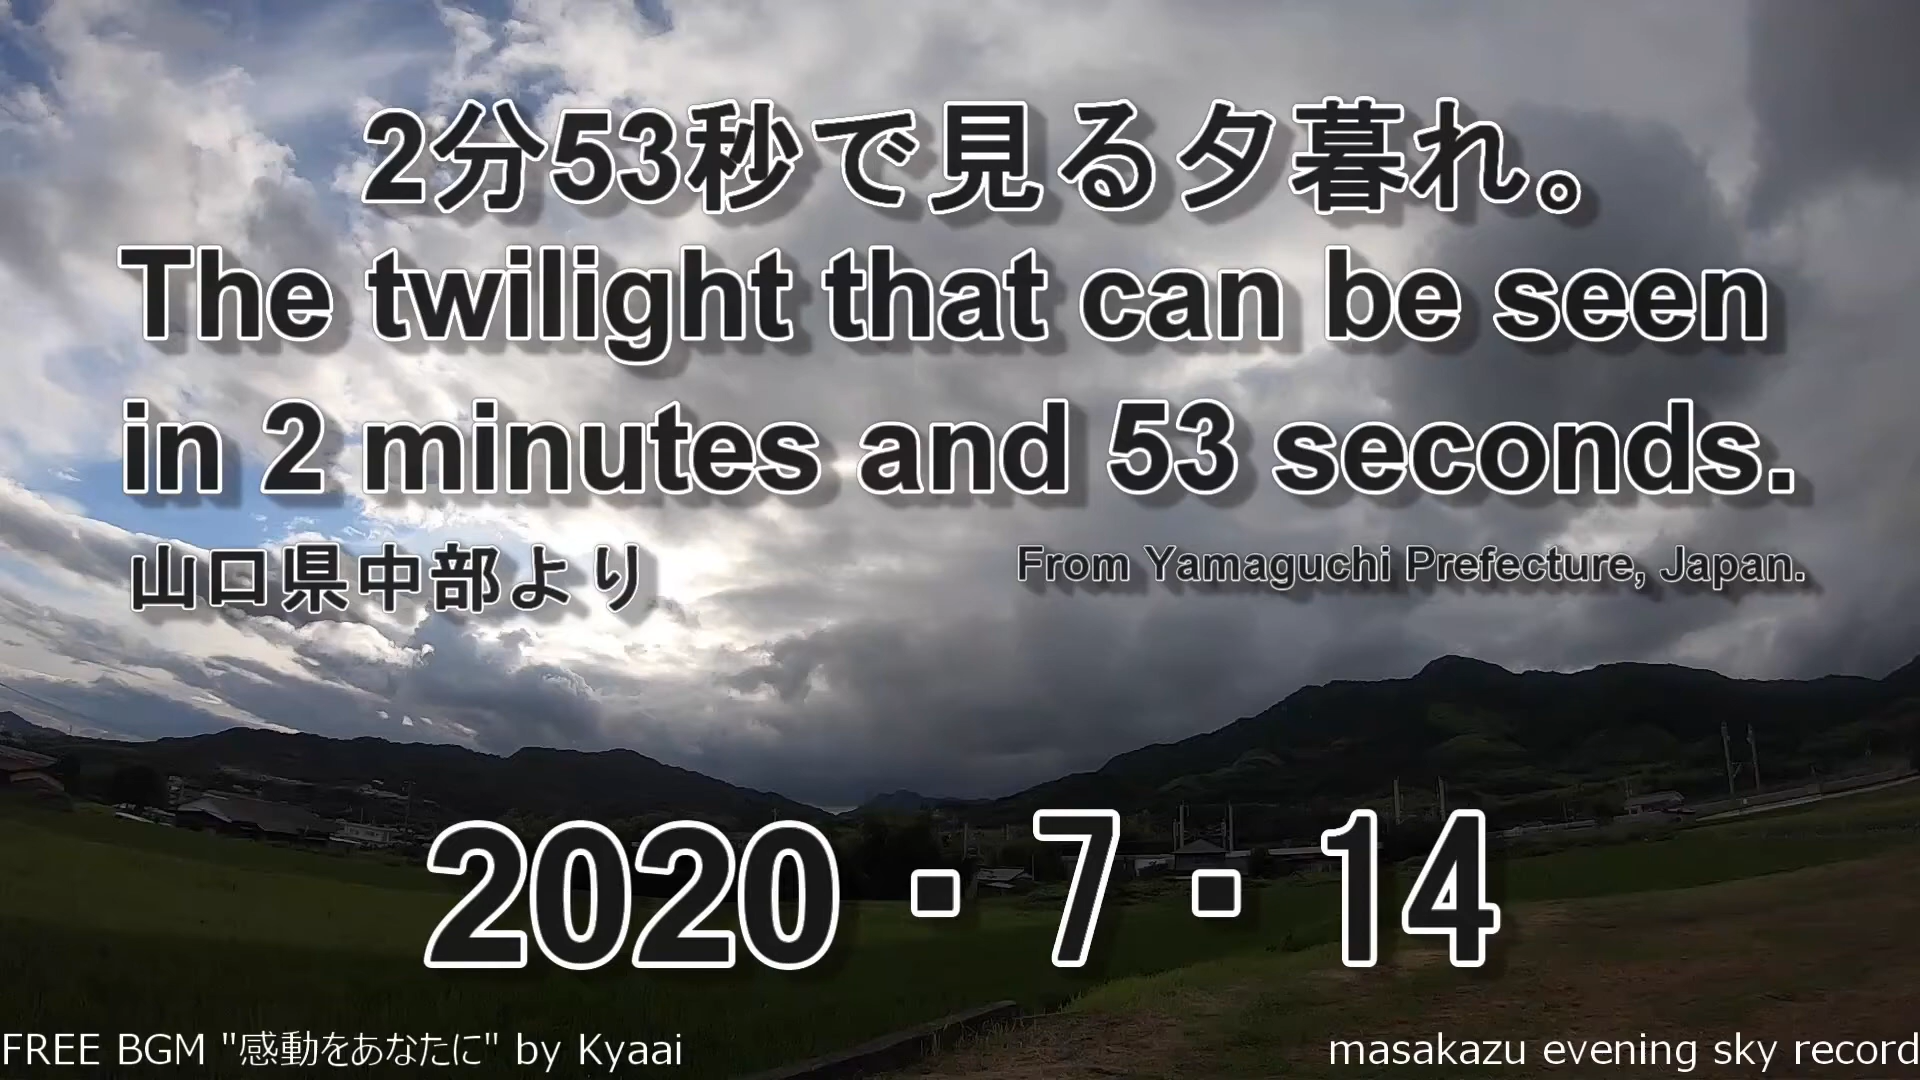 2分53秒で見る夕暮れ。
The twilight that can be seen
in 2 minutes and 53 seconds.
山口県中部より
From Yamaguchi Prefecture, Japan.
2020・7・14
FREE BGM "感動をあなたに" by Kyaai
masakazu evening sky record